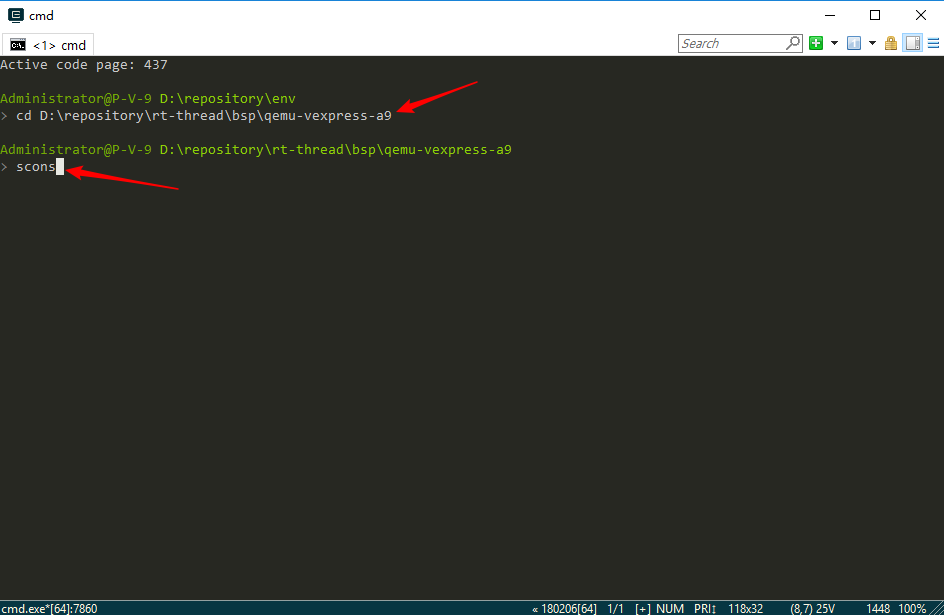 cmd
<1> cmd
Search
Active code page: 437
Administrator@P-V-9 D:\repository\env
> cd D:\repository\rt-thread\bsp\qemu-vexpress-a9
Administrator@P-V-9 D:\repository\rt-thread\bsp\qemu-vexpress-a9
> scons
cmd.exe*[64]:7860 « 180206[64] 1/1 [+] NUM PRI↕ 118x32 (8,7) 25V 1448 100%